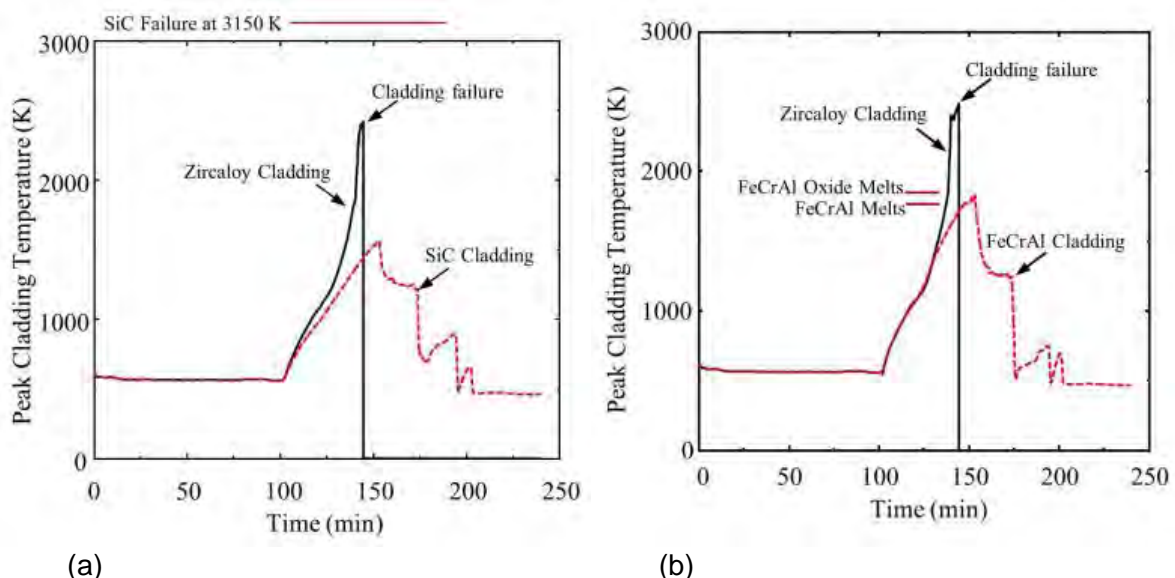 SiC Failure at 3150 K
3000
2000
1000
0
Peak Cladding Temperature (K)
Cladding failure
Zircaloy Cladding
SiC Cladding
0 50 100 150 200 250
Time (min)
(a)
3000
2000
1000
0
Peak Cladding Temperature (K)
Cladding failure
Zircaloy Cladding
FeCrAl Oxide Melts
FeCrAl Melts
FeCrAl Cladding
0 50 100 150 200 250
Time (min)
(b)